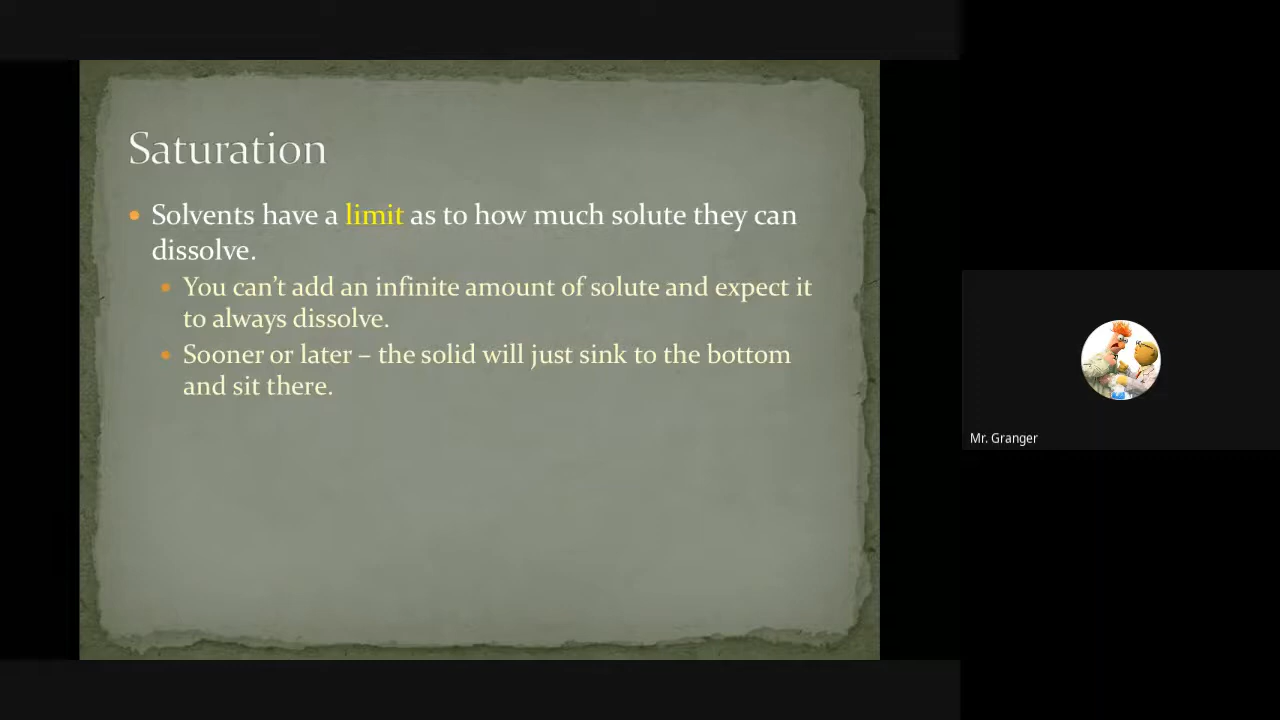 Saturation
Solvents have a limit as to how much solute they can
dissolve.
You can’t add an infinite amount of solute and expect it
to always dissolve.
Sooner or later – the solid will just sink to the bottom
and sit there.
Mr. Granger